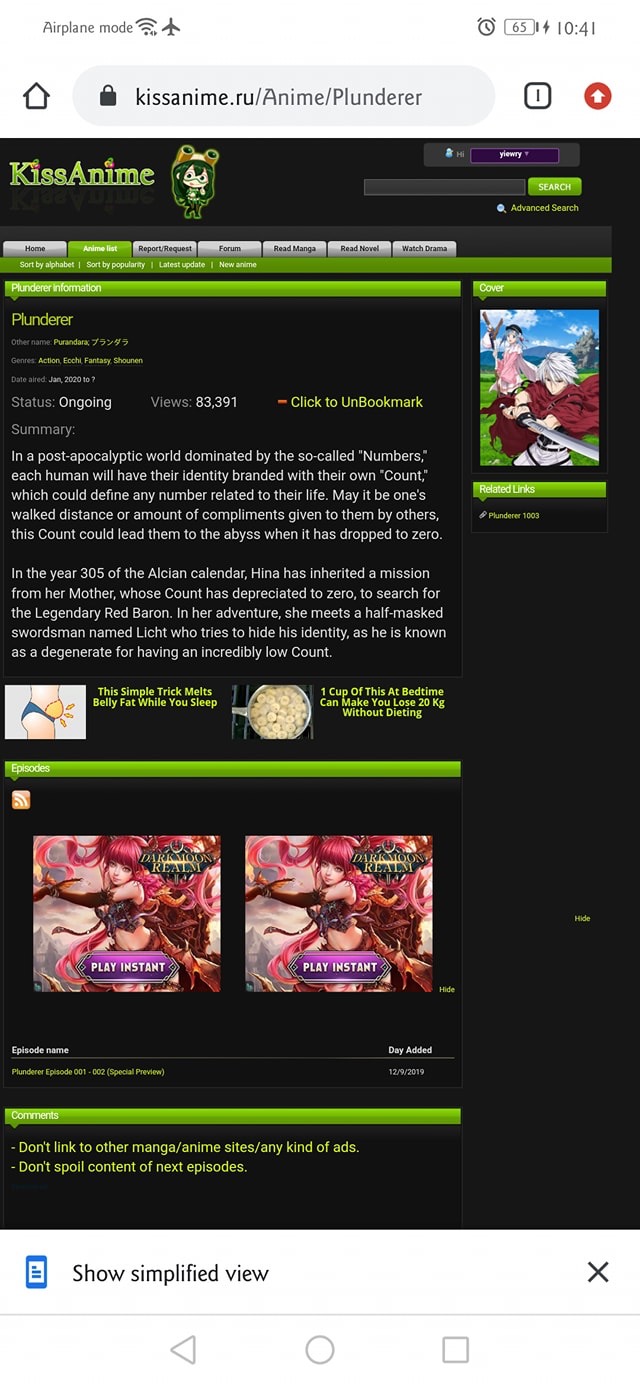 Airplane mode
65
10:41
kissanime.ru/Anime/Plunderer
KissAnime
Hi
yiewry
SEARCH
Advanced Search
Home
Anime list
Report/Request
Forum
Read Manga
Read Novel
Watch Drama
Sort by alphabet | Sort by popularity | Latest update | New anime
Plunderer information
Plunderer
Other name: Purandara; プランダラ
Genres: Action, Ecchi, Fantasy, Shounen
Date aired: Jan, 2020 to ?
Status: Ongoing Views: 83,391 Click to UnBookmark
Summary:
In a post-apocalyptic world dominated by the so-called "Numbers,"
each human will have their identity branded with their own "Count,"
which could define any number related to their life. May it be one's
walked distance or amount of compliments given to them by others,
this Count could lead them to the abyss when it has dropped to zero.
In the year 305 of the Alcian calendar, Hina has inherited a mission
from her Mother, whose Count has depreciated to zero, to search for
the Legendary Red Baron. In her adventure, she meets a half-masked
swordsman named Licht who tries to hide his identity, as he is known
as a degenerate for having an incredibly low Count.
Cover
Related Links
Plunderer 1003
This Simple Trick Melts
Belly Fat While You Sleep
1 Cup Of This At Bedtime
Can Make You Lose 20 Kg
Without Dieting
Episodes
DARKMOON
REALM
PLAY INSTANT
DARKMOON
REALM
PLAY INSTANT
Hide
Hide
Episode name Day Added
Plunderer Episode 001 - 002 (Special Preview) 12/9/2019
Comments
- Don't link to other manga/anime sites/any kind of ads.
- Don't spoil content of next episodes.
Show simplified view